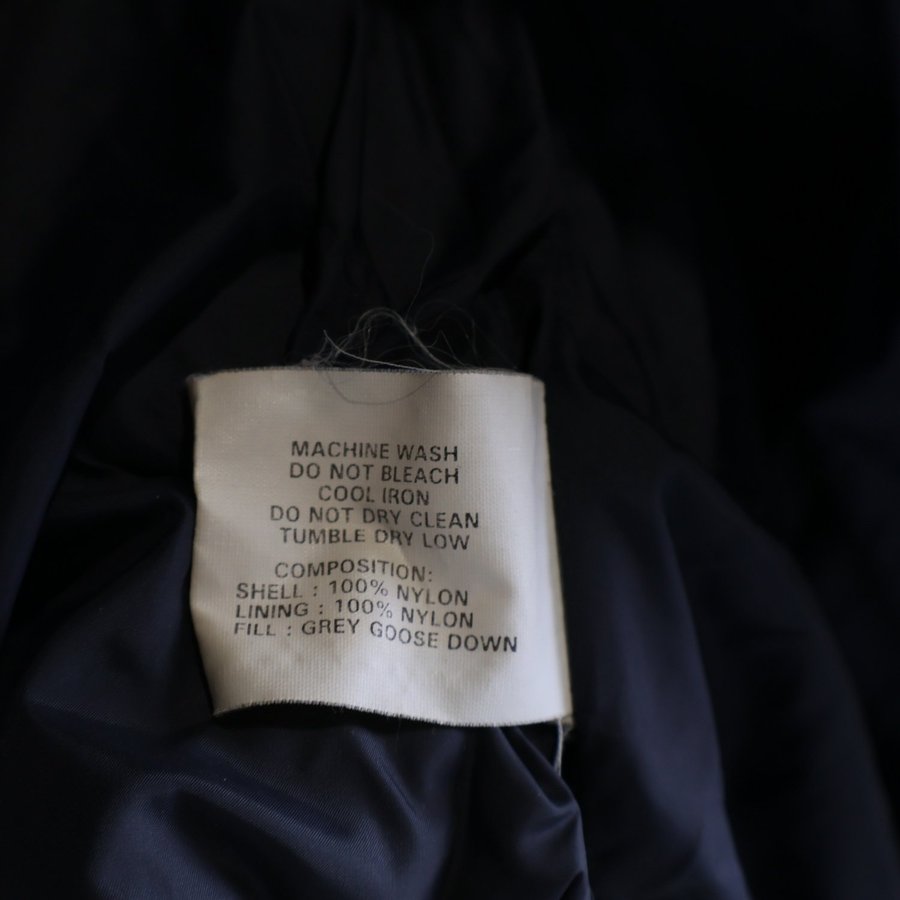 MACHINE WASH
DO NOT BLEACH
COOL IRON
DO NOT DRY CLEAN
TUMBLE DRY LOW
COMPOSITION:
SHELL : 100% NYLON
LINING : 100% NYLON
FILL : GREY GOOSE DOWN